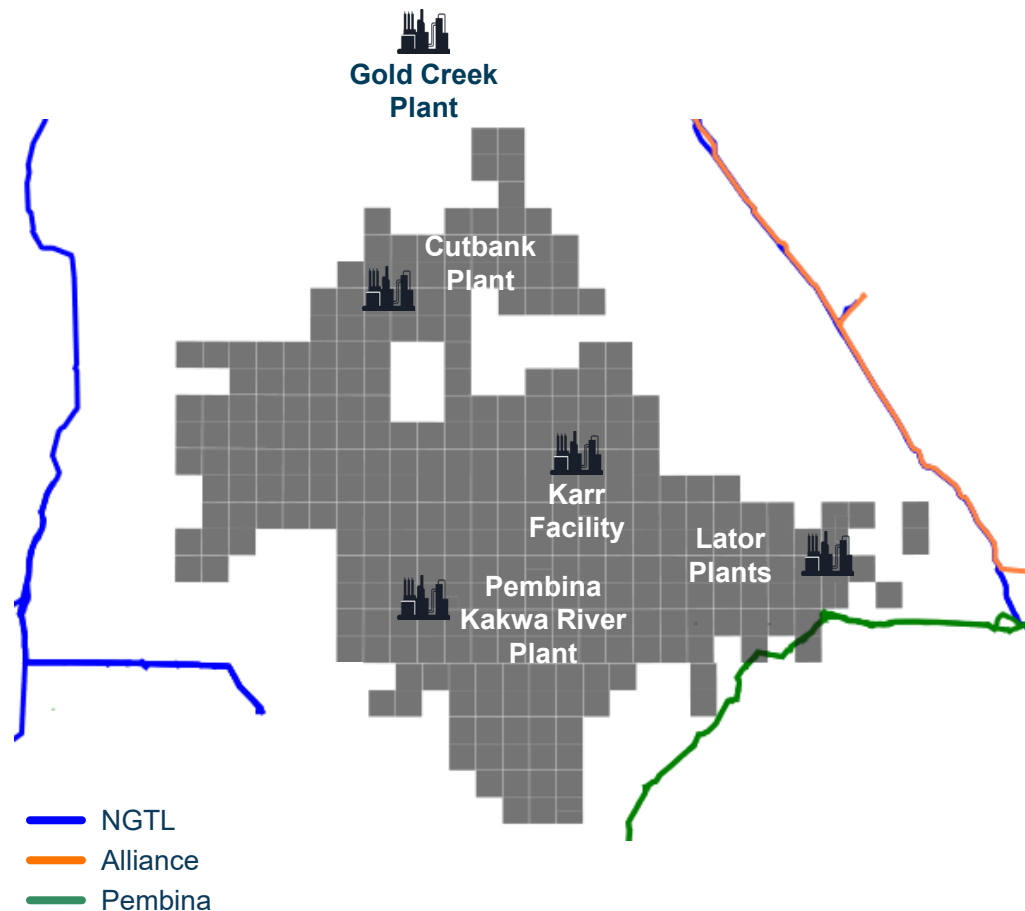 Gold Creek
Plant
Cutbank
Plant
Karr
Facility
Lator
Plants
Pembina
Kakwa River
Plant
NGTL
Alliance
Pembina